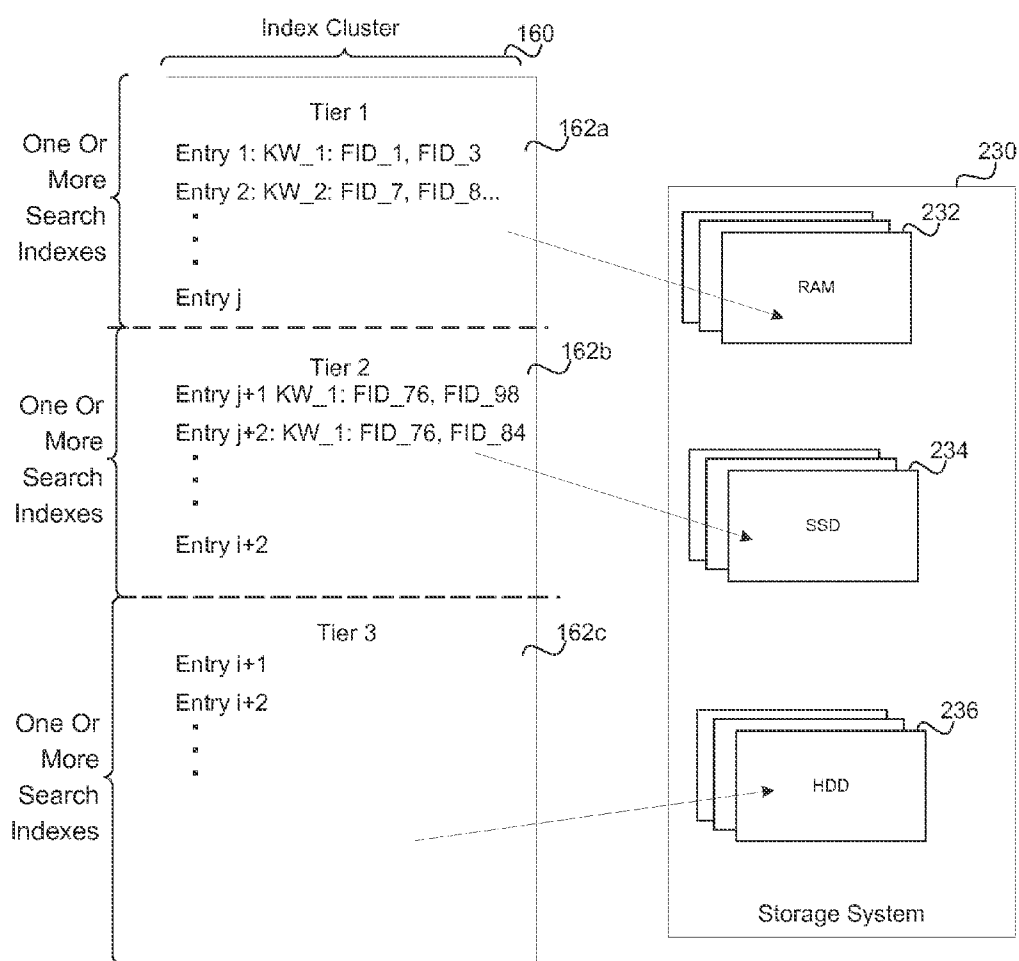 Index Cluster
160
One Or
More
Search
Indexes
Tier 1
162a
Entry 1: KW_1: FID_1, FID_3
Entry 2: KW_2: FID_7, FID_8...
Entry j
One Or
More
Search
Indexes
Tier 2
162b
Entry j+1 KW_1: FID_76, FID_98
Entry j+2: KW_1: FID_76, FID_84
Entry i+2
One Or
More
Search
Indexes
Tier 3
162c
Entry i+1
Entry i+2
230
232
RAM
234
SSD
236
HDD
Storage System